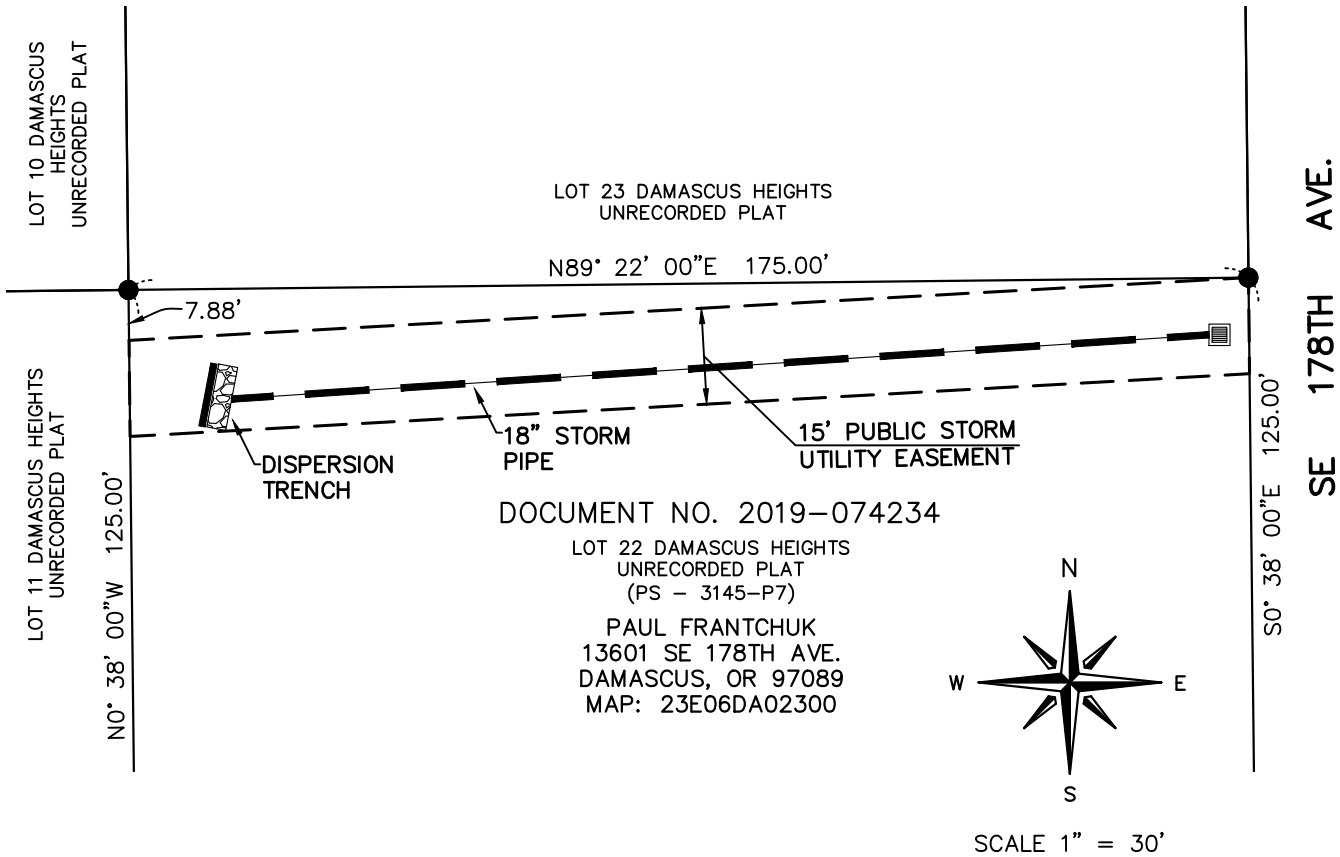 LOT 10 DAMASCUS
HEIGHTS
UNRECORDED PLAT
LOT 23 DAMASCUS HEIGHTS
UNRECORDED PLAT
N89° 22' 00"E 175.00'
7.88'
SE 178TH AVE.
LOT 11 DAMASCUS HEIGHTS
UNRECORDED PLAT
N0° 38' 00"W 125.00'
DISPERSION
TRENCH
18" STORM
PIPE
15' PUBLIC STORM
UTILITY EASEMENT
S0° 38' 00"E 125.00'
DOCUMENT NO. 2019-074234
LOT 22 DAMASCUS HEIGHTS
UNRECORDED PLAT
(PS - 3145-P7)
PAUL FRANTCHUK
13601 SE 178TH AVE.
DAMASCUS, OR 97089
MAP: 23E06DA02300
N
W
E
S
SCALE 1" = 30'